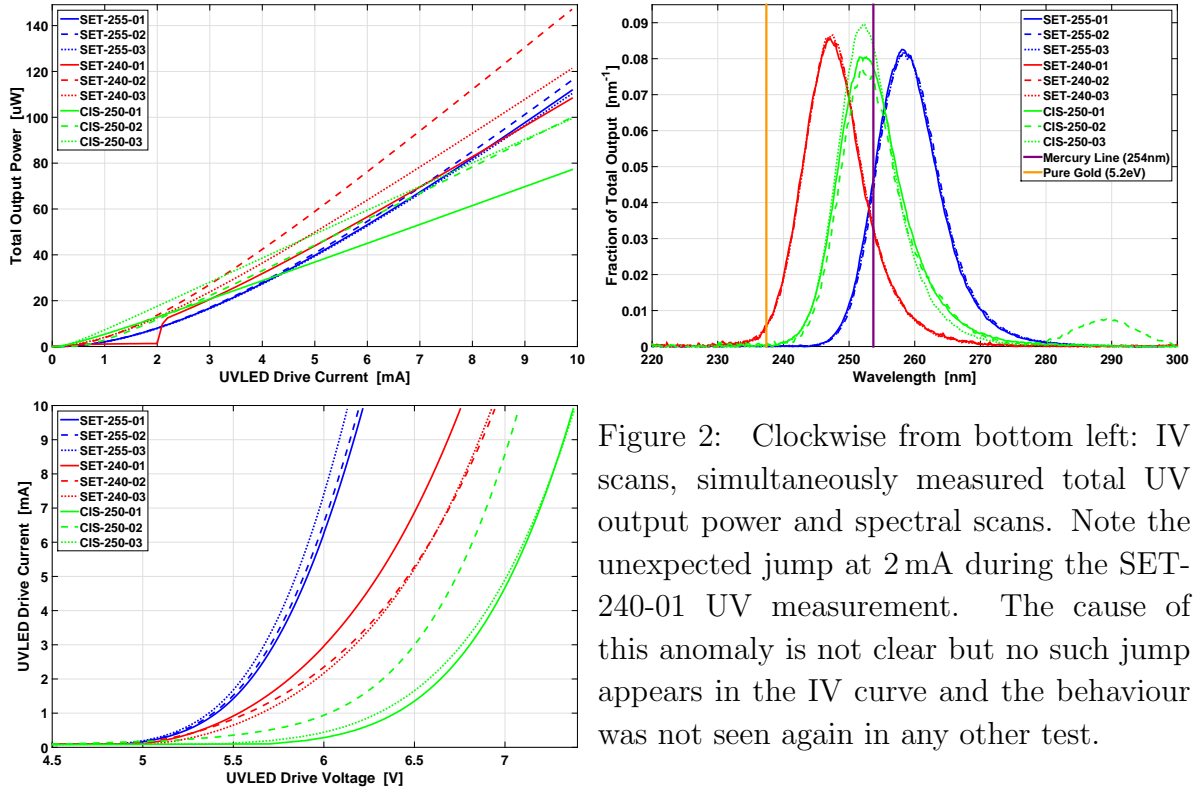 Total Output Power [uW]
140
120
100
80
60
40
20
0
SET-255-01
SET-255-02
SET-255-03
SET-240-01
SET-240-02
SET-240-03
CIS-250-01
CIS-250-02
CIS-250-03
0 1 2 3 4 5 6 7 8 9 10
UVLED Drive Current [mA]
Fraction of Total Output [nm-1]
0.09
0.08
0.07
0.06
0.05
0.04
0.03
0.02
0.01
0
SET-255-01
SET-255-02
SET-255-03
SET-240-01
SET-240-02
SET-240-03
CIS-250-01
CIS-250-02
CIS-250-03
Mercury Line (254nm)
Pure Gold (5.2eV)
220 230 240 250 260 270 280 290 300
Wavelength [nm]
UVLED Drive Current [mA]
10
9
8
7
6
5
4
3
2
1
0
SET-255-01
SET-255-02
SET-255-03
SET-240-01
SET-240-02
SET-240-03
CIS-250-01
CIS-250-02
CIS-250-03
4.5 5 5.5 6 6.5 7
UVLED Drive Voltage [V]
Figure 2: Clockwise from bottom left: IV
scans, simultaneously measured total UV
output power and spectral scans. Note the
unexpected jump at 2 mA during the SET-
240-01 UV measurement. The cause of
this anomaly is not clear but no such jump
appears in the IV curve and the behaviour
was not seen again in any other test.